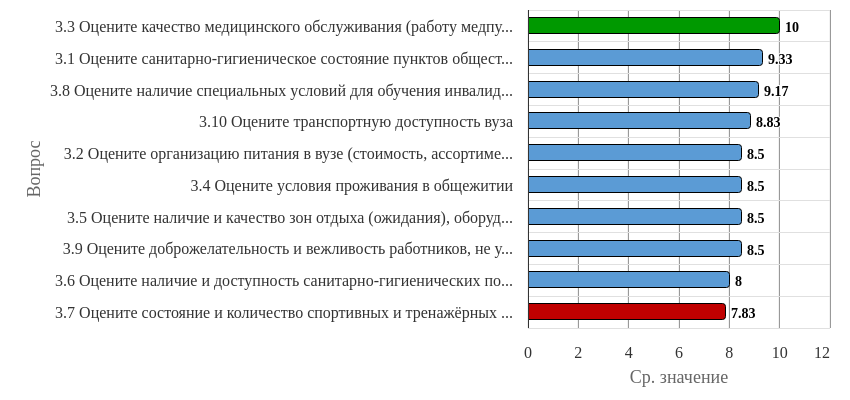 3.3 Оцените качество медицинского обслуживания (работу медпу... 10
3.1 Оцените санитарно-гигиеническое состояние пунктов общест... 9.33
3.8 Оцените наличие специальных условий для обучения инвалид... 9.17
3.10 Оцените транспортную доступность вуза 8.83
3.2 Оцените организацию питания в вузе (стоимость, ассортиме... 8.5
3.4 Оцените условия проживания в общежитии 8.5
3.5 Оцените наличие и качество зон отдыха (ожидания), оборуд... 8.5
3.9 Оцените доброжелательность и вежливость работников, не у... 8.5
3.6 Оцените наличие и доступность санитарно-гигиенических по... 8
3.7 Оцените состояние и количество спортивных и тренажёрных ... 7.83
Вопрос
0 2 4 6 8 10 12
Ср. значение